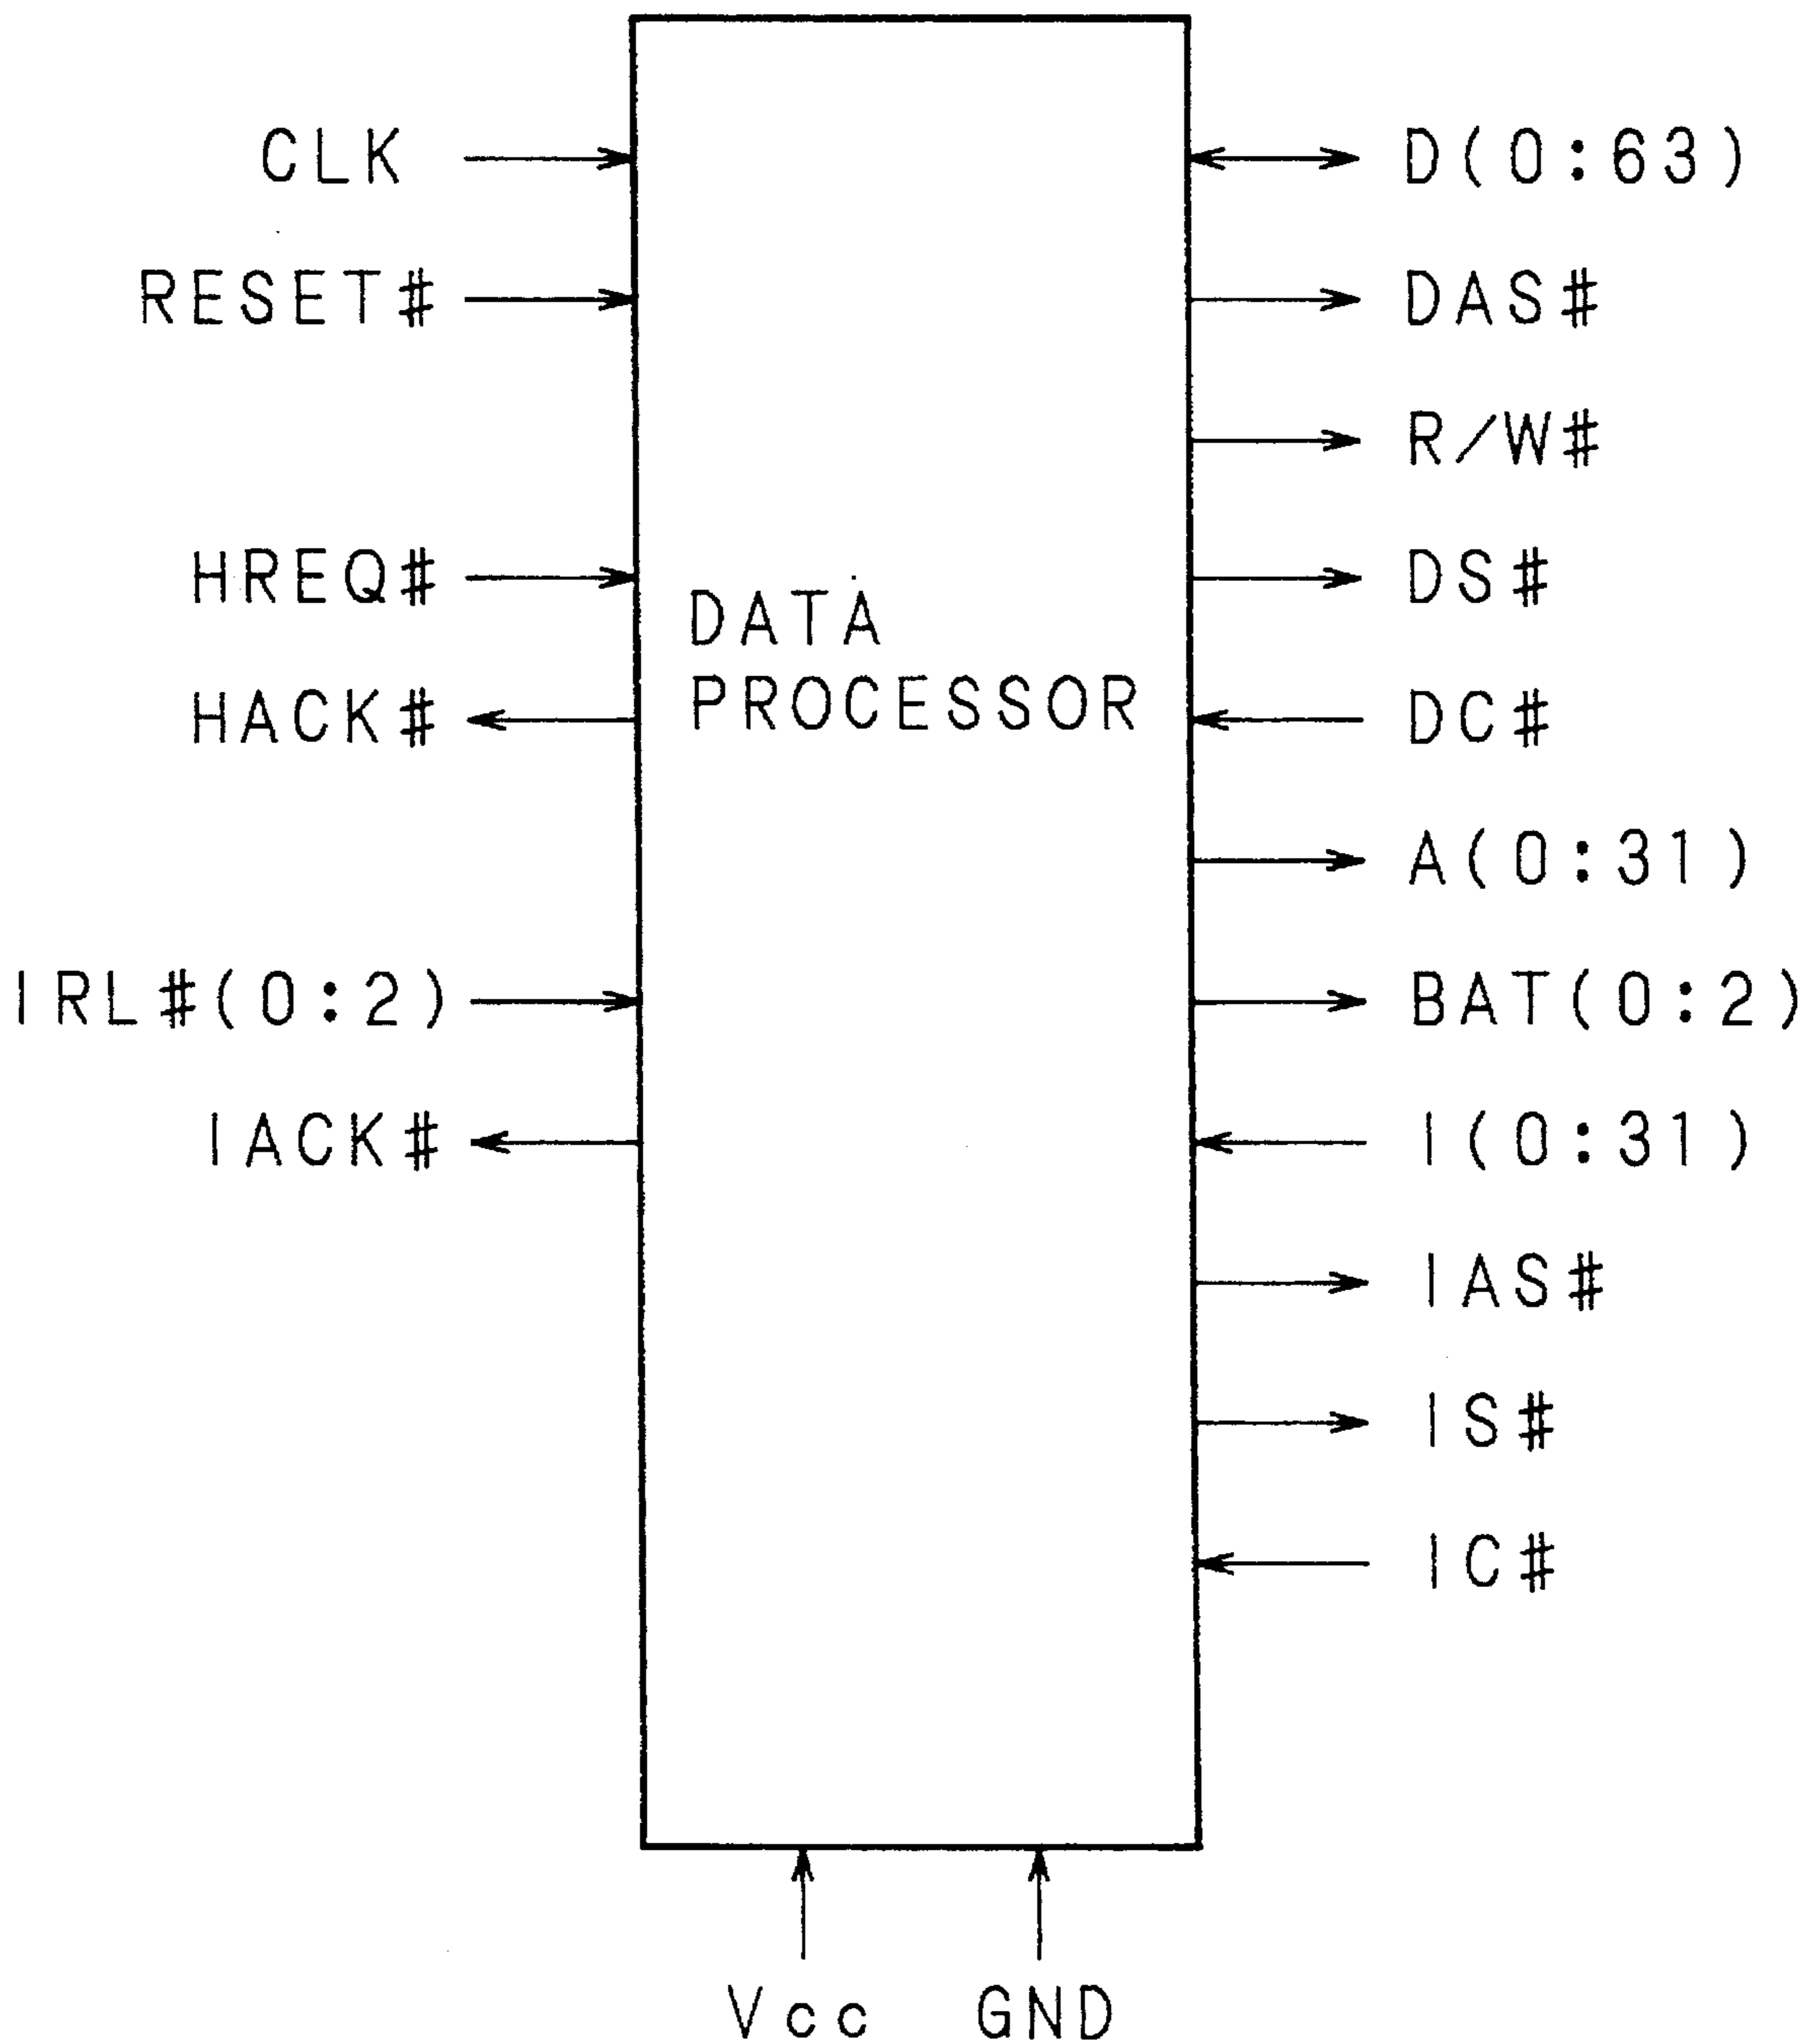 CLK
RESET#
HREQ#
HACK#
IRL#(0:2)
IACK#
DATA
PROCESSOR
D(0:63)
DAS#
R/W#
DS#
DC#
A(0:31)
BAT(0:2)
I(0:31)
IAS#
IS#
IC#
Vcc GND